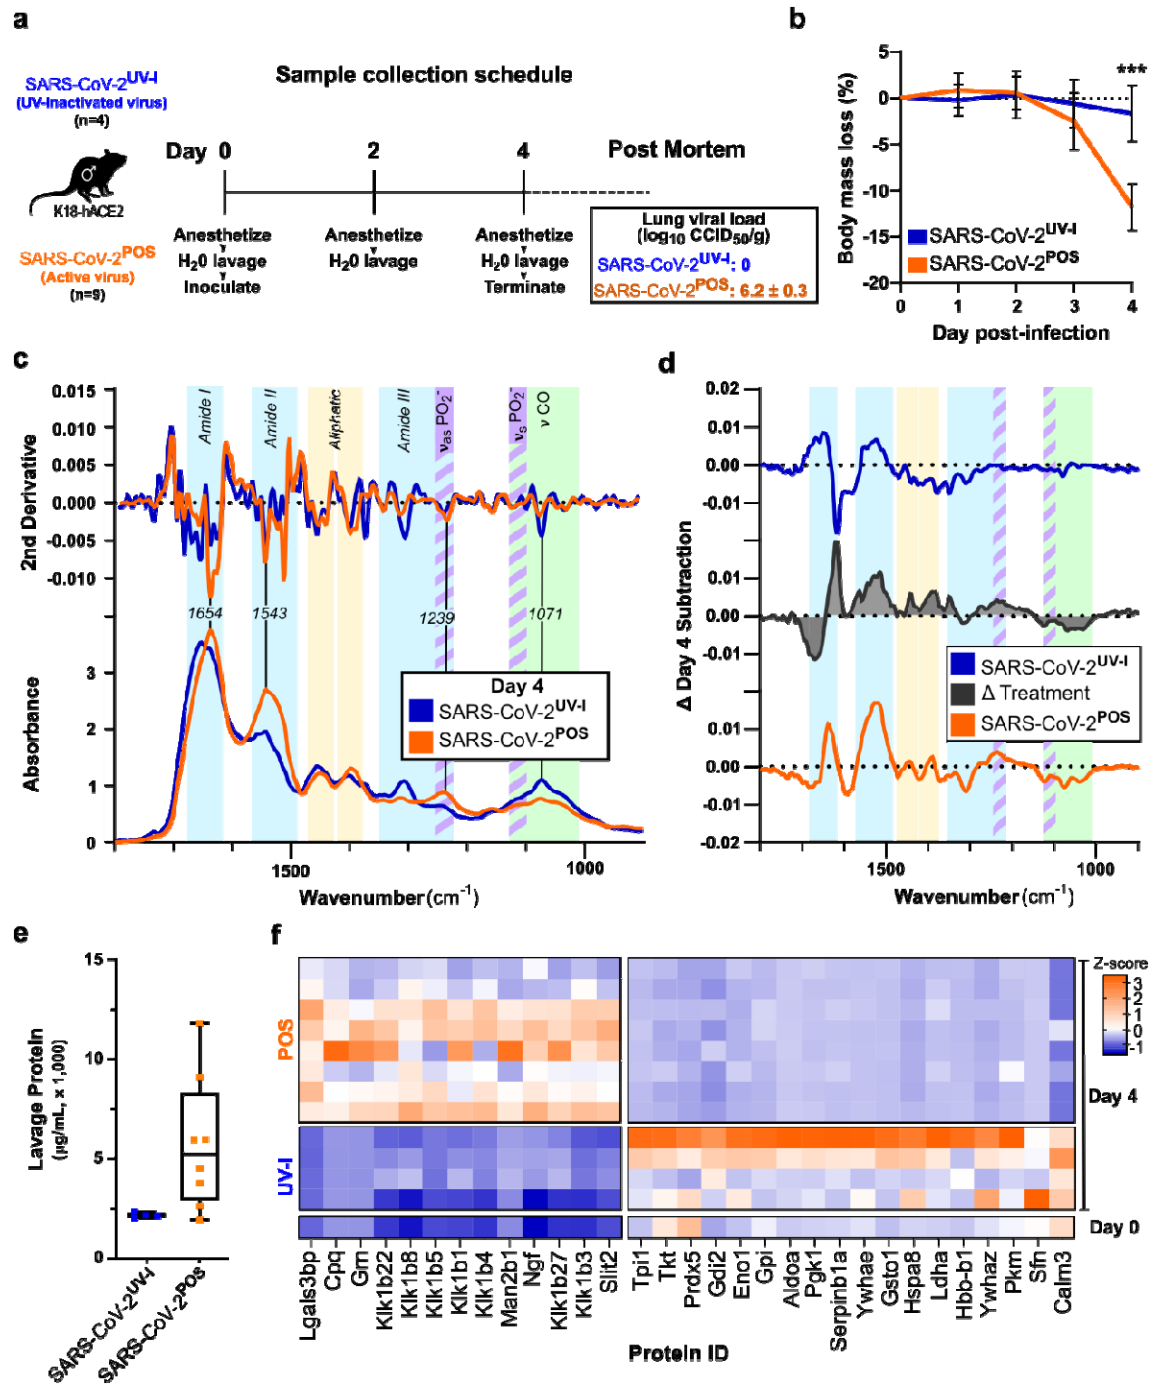 a
SARS-CoV-2UV-I
(UV-Inactivated virus)
(n=4)
♂
K18-hACE2
SARS-CoV-2POS
(Active virus)
(n=9)
Sample collection schedule
Day 0 2 4 Post Mortem
Anesthetize Anesthetize Anesthetize
H20 lavage H20 lavage H20 lavage
Inoculate Terminate
Lung viral load
(log10 CCID50/g)
SARS-CoV-2UV-I: 0
SARS-CoV-2POS: 6.2 ± 0.3
b
Body mass loss (%)
5
0
-5
-10
-15
-20
***
SARS-CoV-2UV-I
SARS-CoV-2POS
0 1 2 3 4
Day post-infection
c
2nd Derivative
0.015
0.010
0.005
0.000
-0.005
-0.010
Amide I
Amide II
Aliphatic
Amide III
νas PO2-
νs PO2-
ν CO
1654 1543 1239 1071
Absorbance
3
2
1
0
Day 4
SARS-CoV-2UV-I
SARS-CoV-2POS
1500 1000
Wavenumber (cm-1)
d
Δ Day 4 Subtraction
0.02
0.01
0.00
-0.01
0.01
0.00
-0.01
0.01
0.00
-0.01
-0.02
SARS-CoV-2UV-I
Δ Treatment
SARS-CoV-2POS
1500 1000
Wavenumber (cm-1)
e
Lavage Protein
(µg/mL, x 1,000)
15
10
5
0
SARS-CoV-2UV-I
SARS-CoV-2POS
f
POS
UV-I
Z-score
3
2
1
0
-1
Day 4
Day 0
Lgals3bp
Cpq
Grn
Klk1b22
Klk1b8
Klk1b5
Klk1b1
Klk1b4
Man2b1
Ngf
Klk1b27
Klk1b3
Slit2
Tpi1
Tkt
Prdx5
Gdi2
Eno1
Gpi
Aldoa
Pgk1
Serpinb1a
Ywhae
Gsto1
Hspa8
Ldha
Hbb-b1
Ywhaz
Pkm
Sfn
Calm3
Protein ID